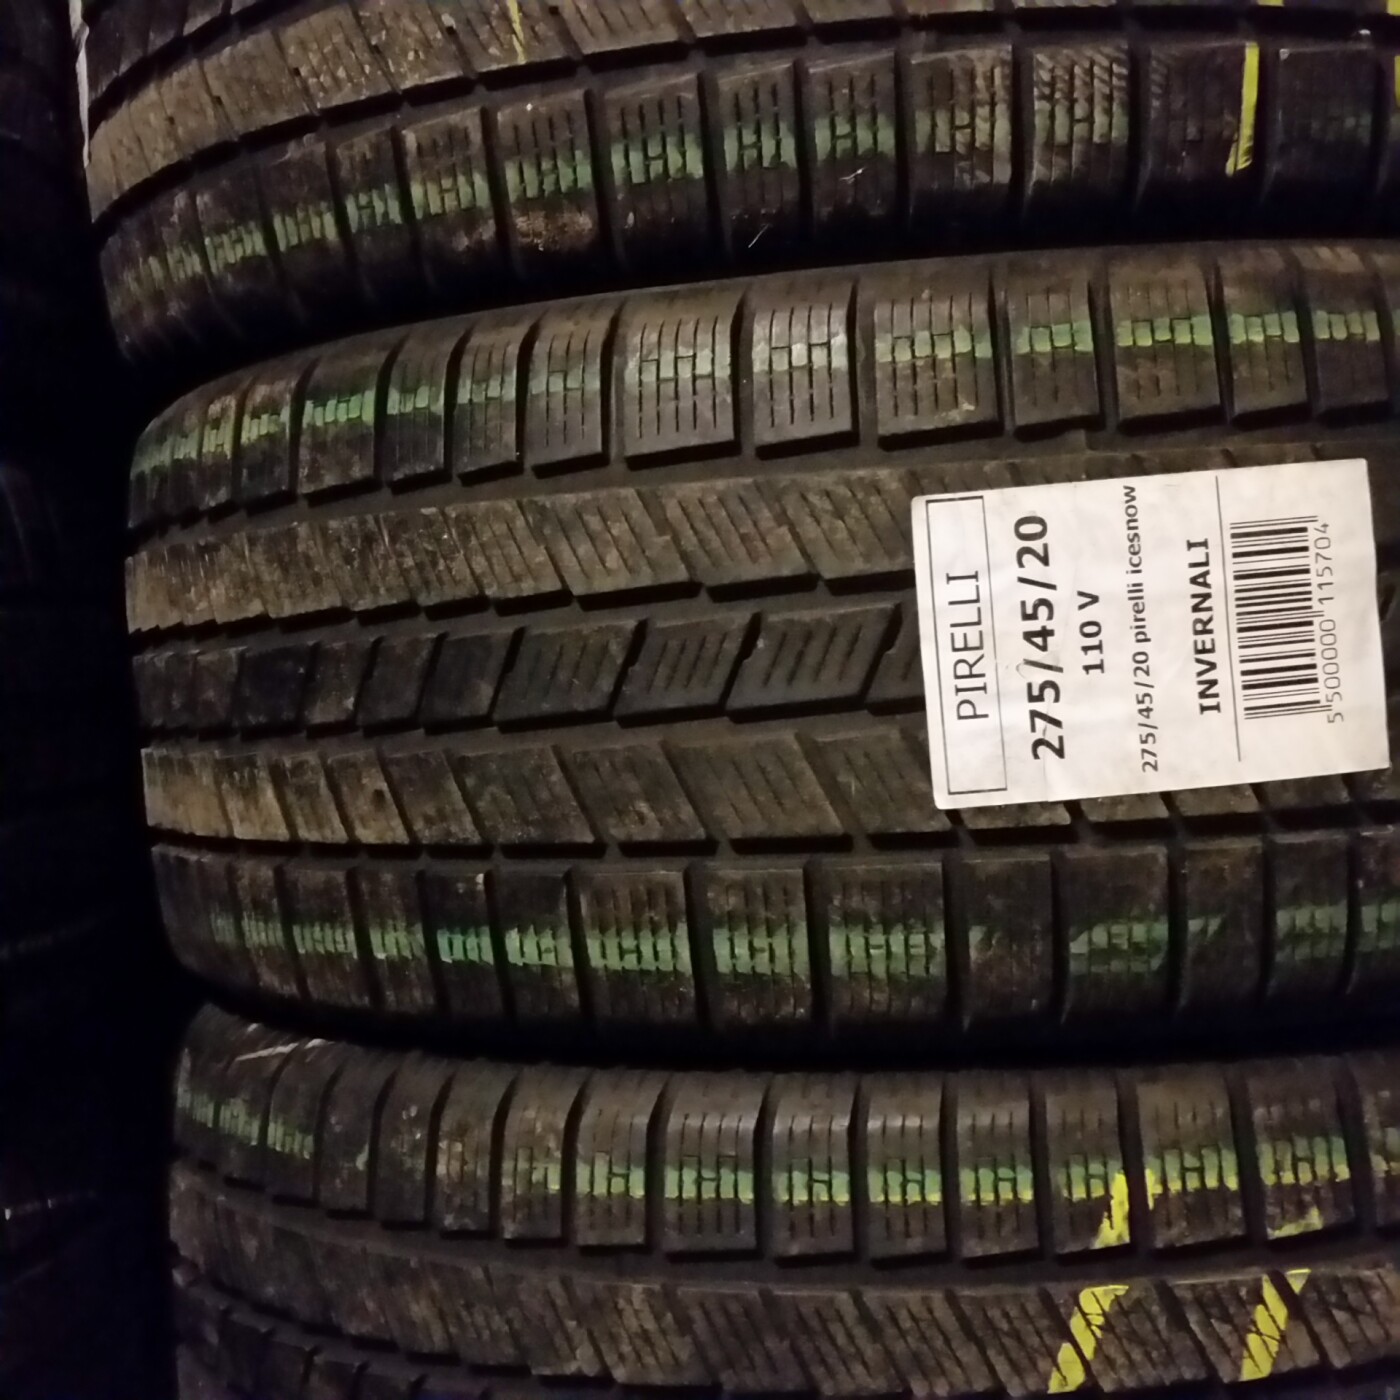 PIRELLI
275/45/20
110 V
275/45/20 pirelli icesnow
INVERNALI
5 500000 115704